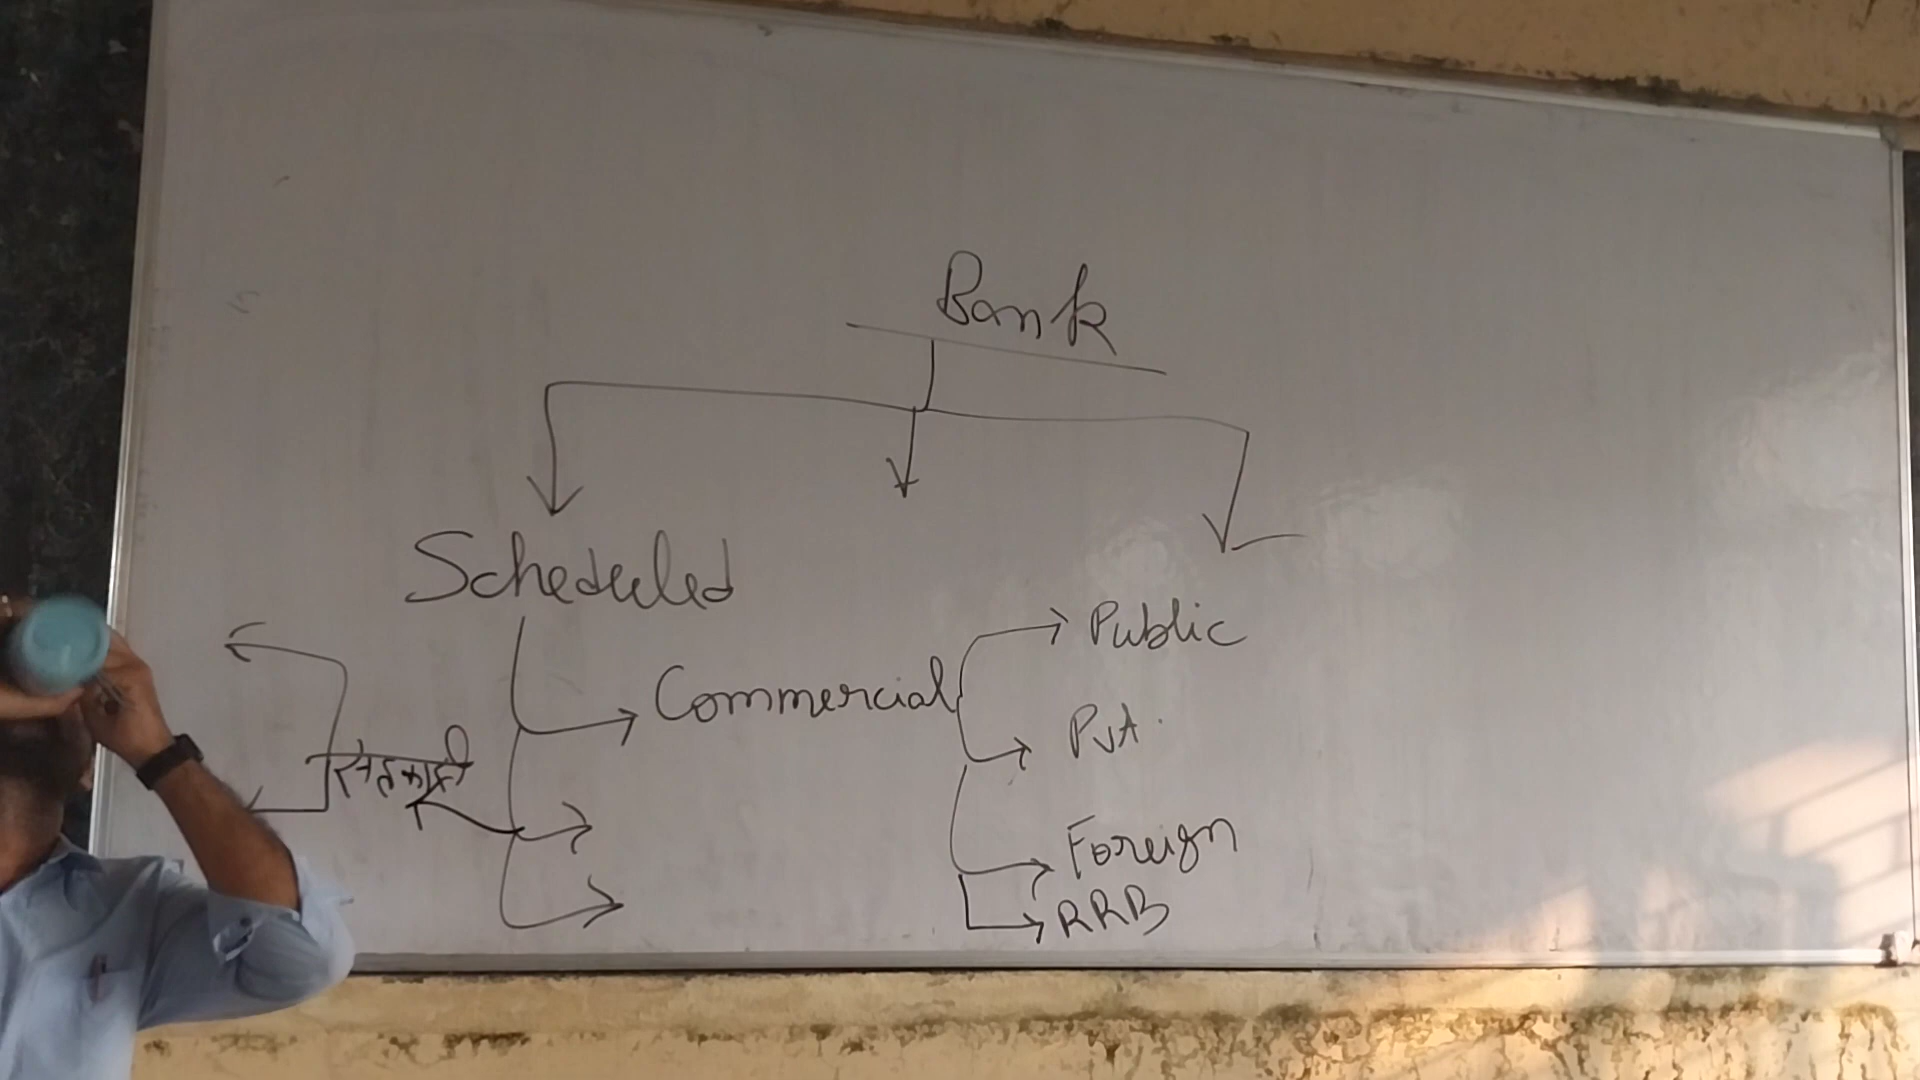 Bank
Scheduled
Public
Commercial
Pvt.
सहकारी
Foreign
RRB